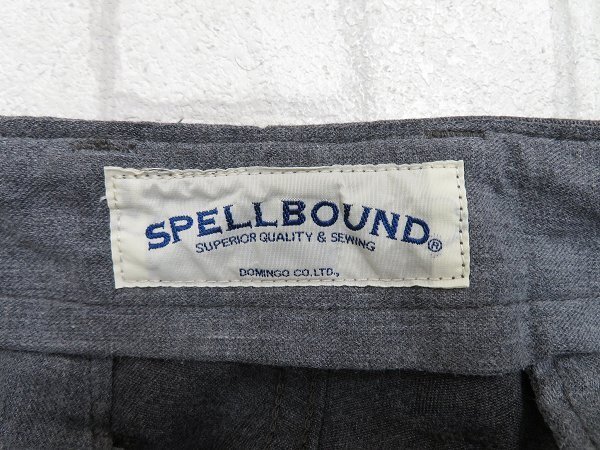 SPELLBOUND®
SUPERIOR QUALITY & SEWING
DOMINGO CO.LTD.,